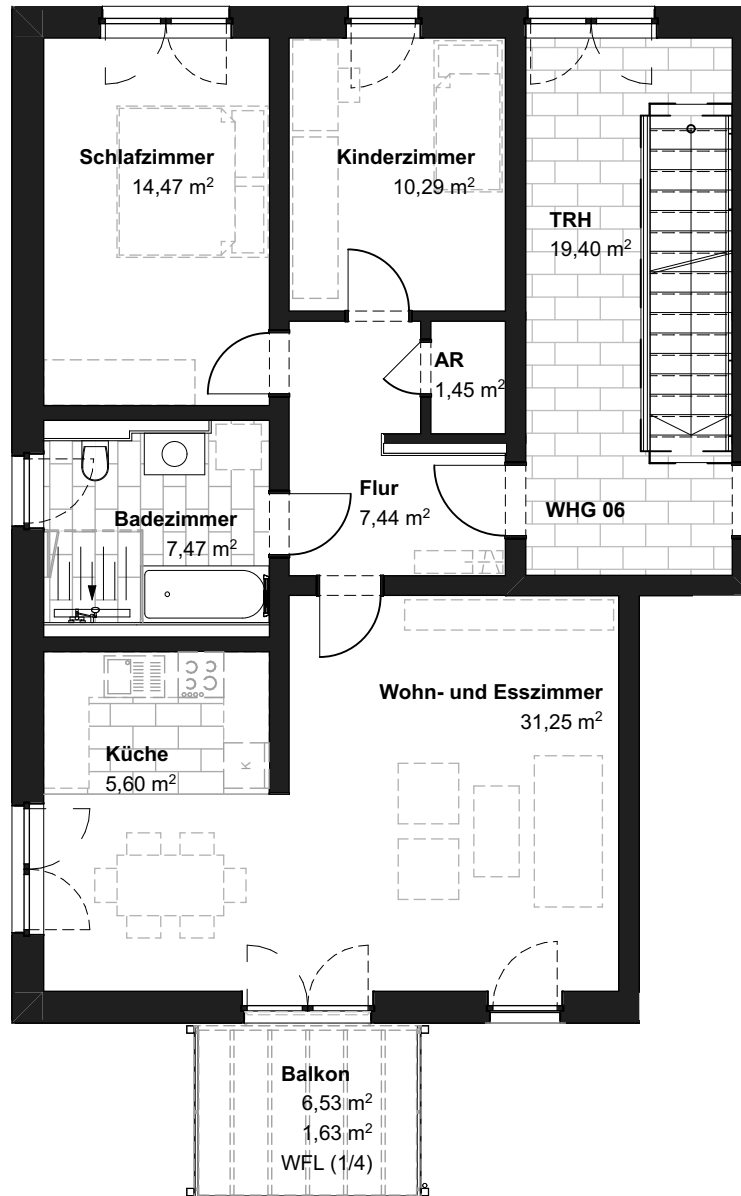 Schlafzimmer
14,47 m²
Kinderzimmer
10,29 m²
TRH
19,40 m²
AR
1,45 m²
Flur
7,44 m²
WHG 06
Badezimmer
7,47 m²
Wohn- und Esszimmer
31,25 m²
Küche
5,60 m²
K
Balkon
6,53 m²
1,63 m²
WFL (1/4)